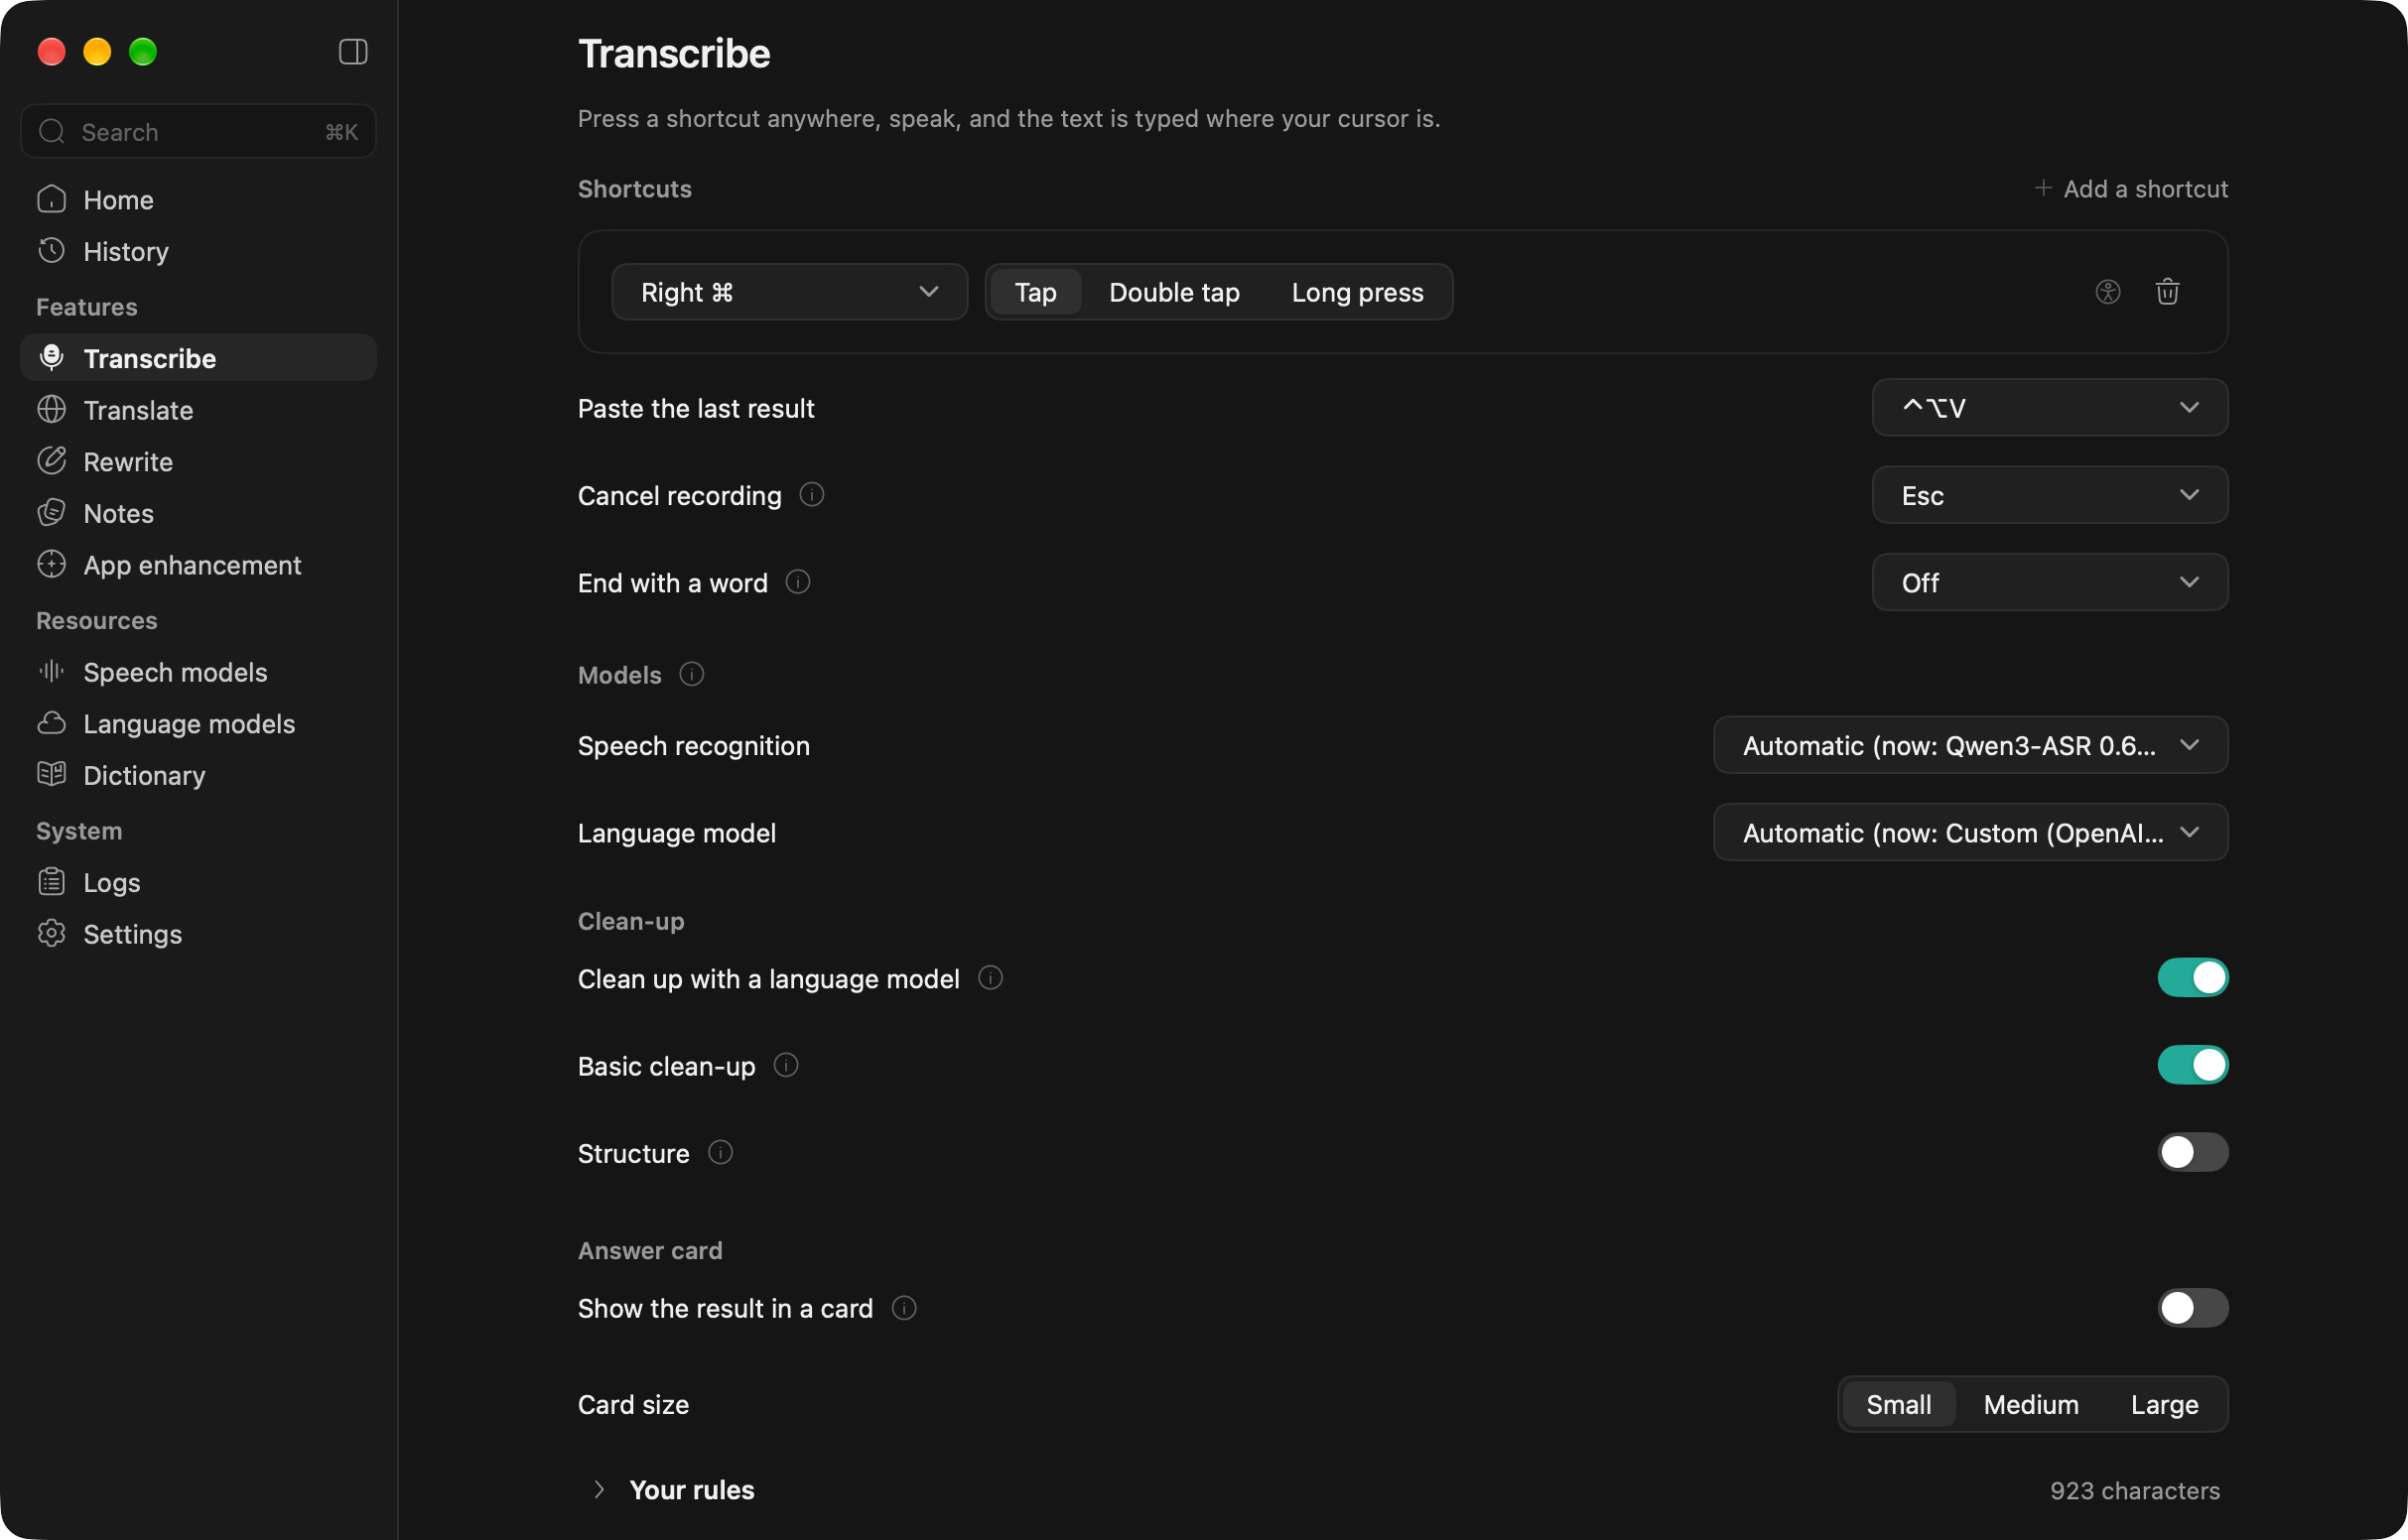 Transcribe
Press a shortcut anywhere, speak, and the text is typed where your cursor is.
Search ⌘K
Home
History
Features
Transcribe
Translate
Rewrite
Notes
App enhancement
Resources
Speech models
Language models
Dictionary
System
Logs
Settings
Shortcuts
+ Add a shortcut
Right ⌘
Tap Double tap Long press
Paste the last result
⌃⌥V
Cancel recording
Esc
End with a word
Off
Models
Speech recognition
Automatic (now: Qwen3-ASR 0.6...
Language model
Automatic (now: Custom (OpenAI...
Clean-up
Clean up with a language model
Basic clean-up
Structure
Answer card
Show the result in a card
Card size
Small Medium Large
Your rules
923 characters